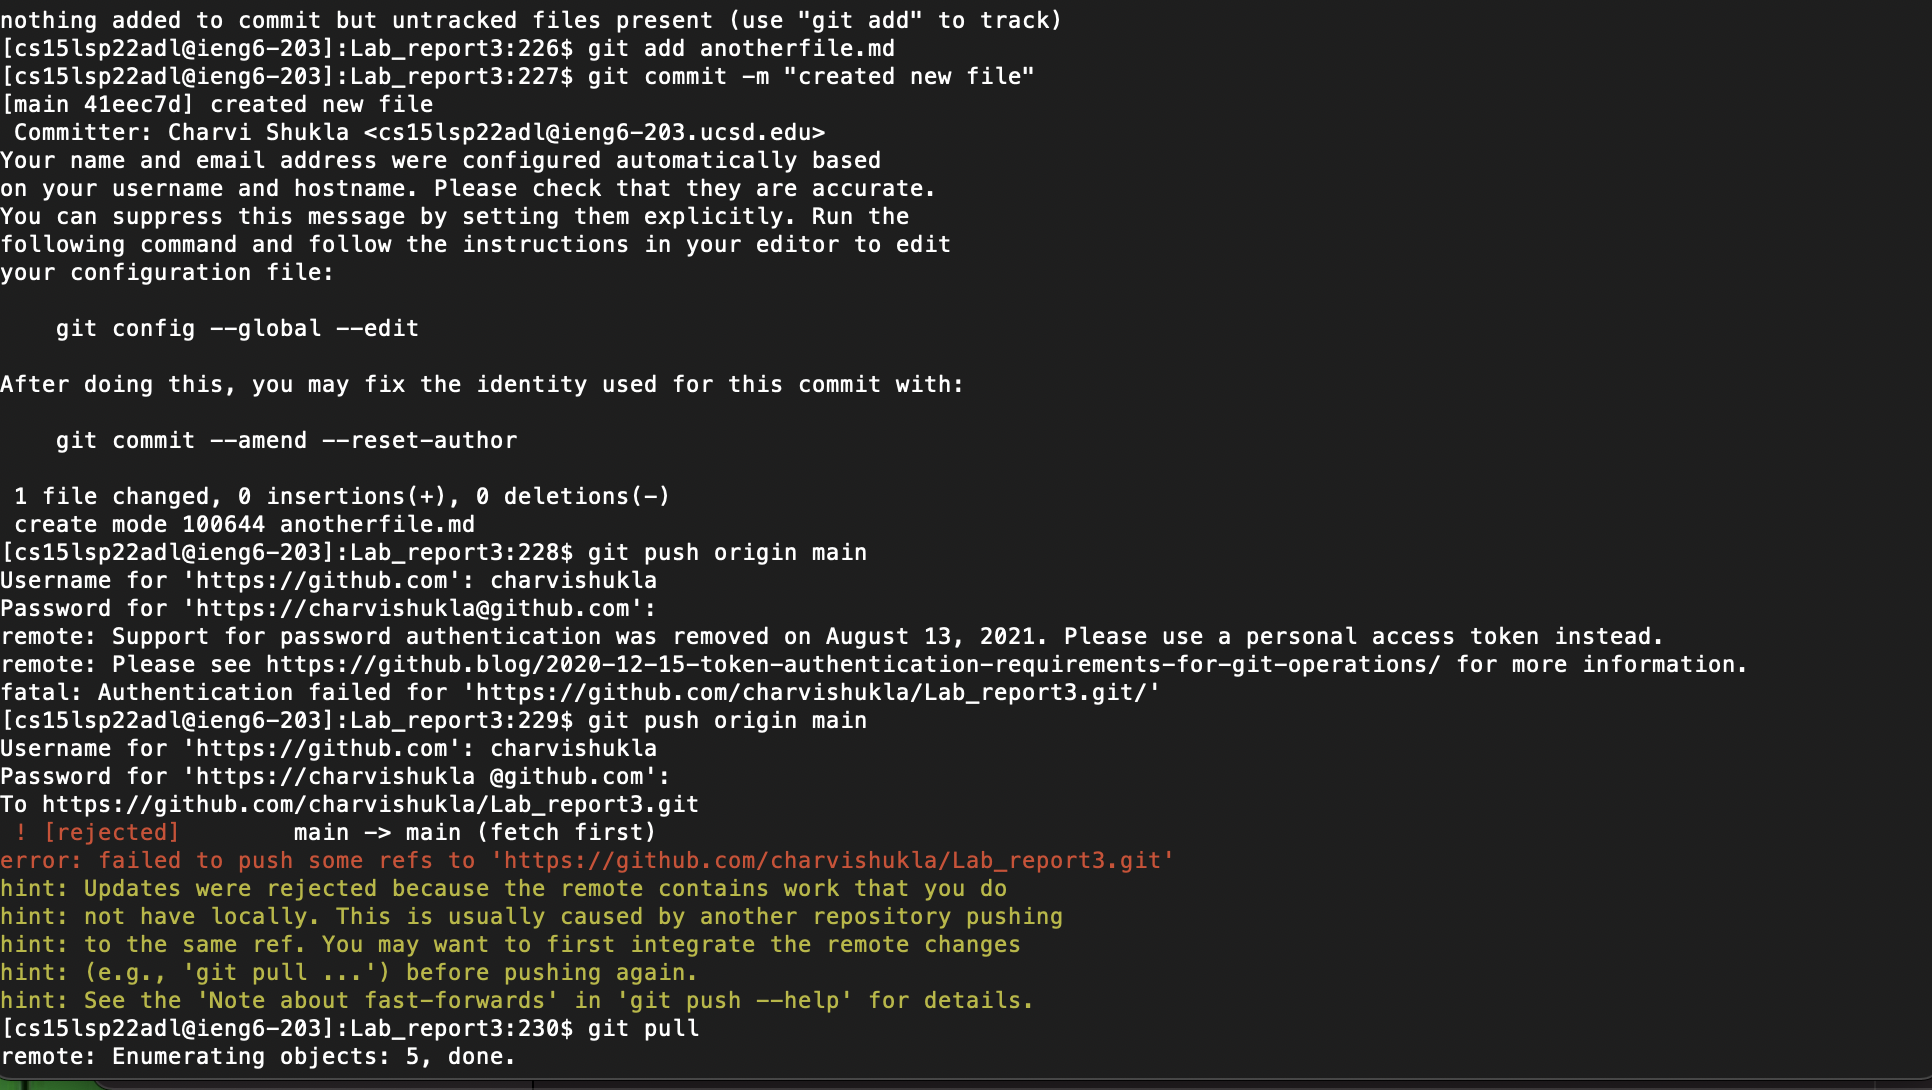 nothing added to commit but untracked files present (use "git add" to track)
[cs15lsp22adl@ieng6-203]:Lab_report3:226$ git add anotherfile.md
[cs15lsp22adl@ieng6-203]:Lab_report3:227$ git commit -m "created new file"
[main 41eec7d] created new file
 Committer: Charvi Shukla <cs15lsp22adl@ieng6-203.ucsd.edu>
Your name and email address were configured automatically based
on your username and hostname. Please check that they are accurate.
You can suppress this message by setting them explicitly. Run the
following command and follow the instructions in your editor to edit
your configuration file:

    git config --global --edit

After doing this, you may fix the identity used for this commit with:

    git commit --amend --reset-author

 1 file changed, 0 insertions(+), 0 deletions(-)
 create mode 100644 anotherfile.md
[cs15lsp22adl@ieng6-203]:Lab_report3:228$ git push origin main
Username for 'https://github.com': charvishukla
Password for 'https://charvishukla@github.com':
remote: Support for password authentication was removed on August 13, 2021. Please use a personal access token instead.
remote: Please see https://github.blog/2020-12-15-token-authentication-requirements-for-git-operations/ for more information.
fatal: Authentication failed for 'https://github.com/charvishukla/Lab_report3.git/'
[cs15lsp22adl@ieng6-203]:Lab_report3:229$ git push origin main
Username for 'https://github.com': charvishukla
Password for 'https://charvishukla @github.com':
To https://github.com/charvishukla/Lab_report3.git
 ! [rejected]        main -> main (fetch first)
error: failed to push some refs to 'https://github.com/charvishukla/Lab_report3.git'
hint: Updates were rejected because the remote contains work that you do
hint: not have locally. This is usually caused by another repository pushing
hint: to the same ref. You may want to first integrate the remote changes
hint: (e.g., 'git pull ...') before pushing again.
hint: See the 'Note about fast-forwards' in 'git push --help' for details.
[cs15lsp22adl@ieng6-203]:Lab_report3:230$ git pull
remote: Enumerating objects: 5, done.